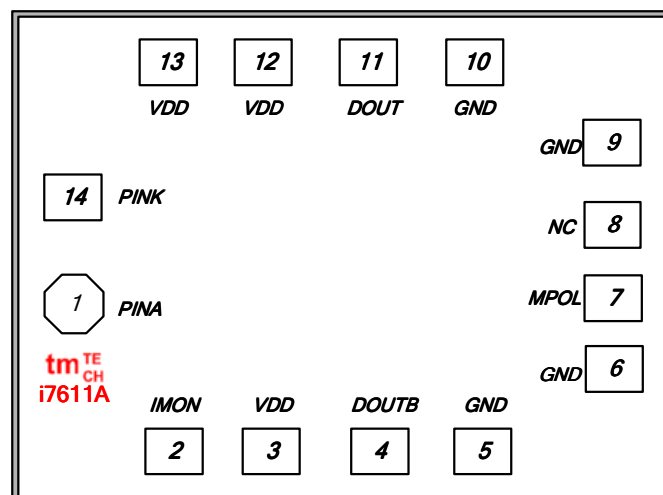 13 12 11 10
VDD VDD DOUT GND
GND 9
14 PINK
NC 8
1 PINA
MPOL 7
tm TE CH
i7611A
GND 6
IMON VDD DOUTB GND
2 3 4 5